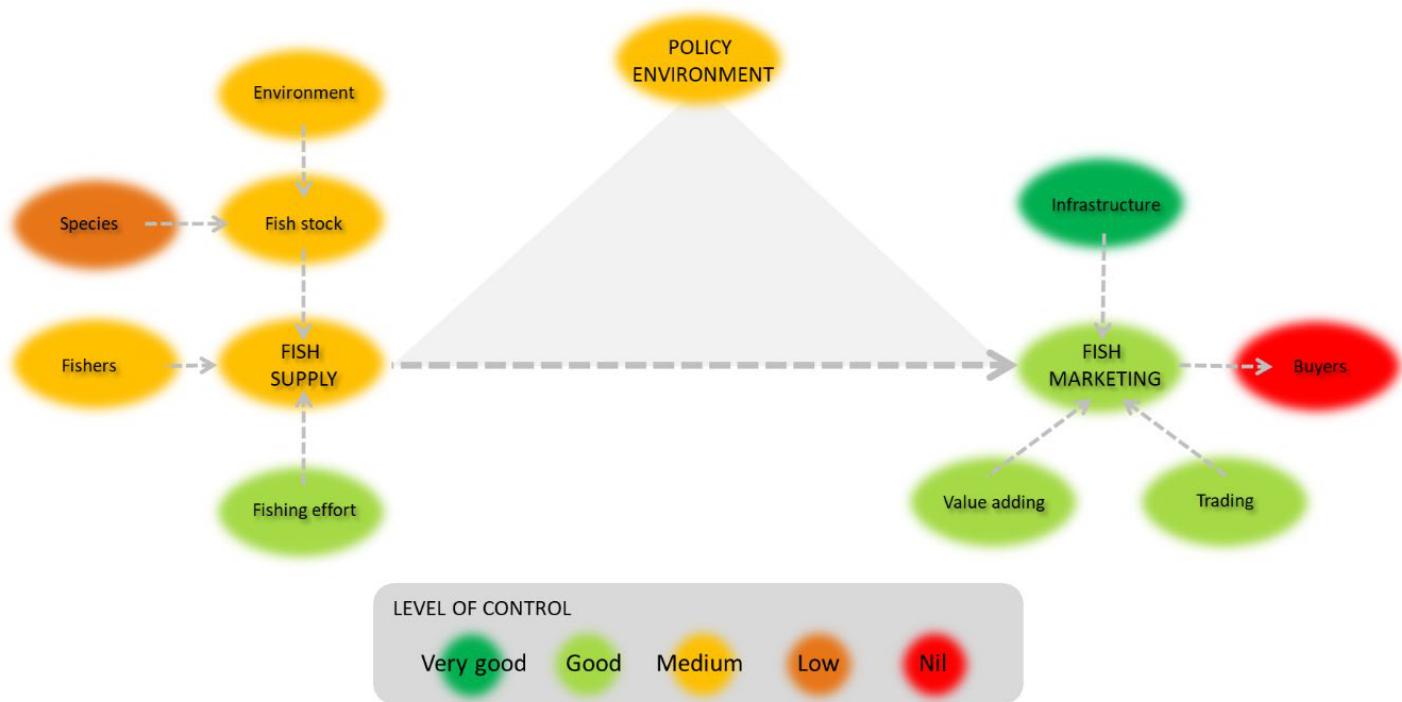 POLICY
ENVIRONMENT
Environment
Species
Fish stock
Infrastructure
Fishers
FISH
SUPPLY
FISH
MARKETING
Buyers
Fishing effort
Value adding
Trading
LEVEL OF CONTROL
Very good
Good
Medium
Low
Nil